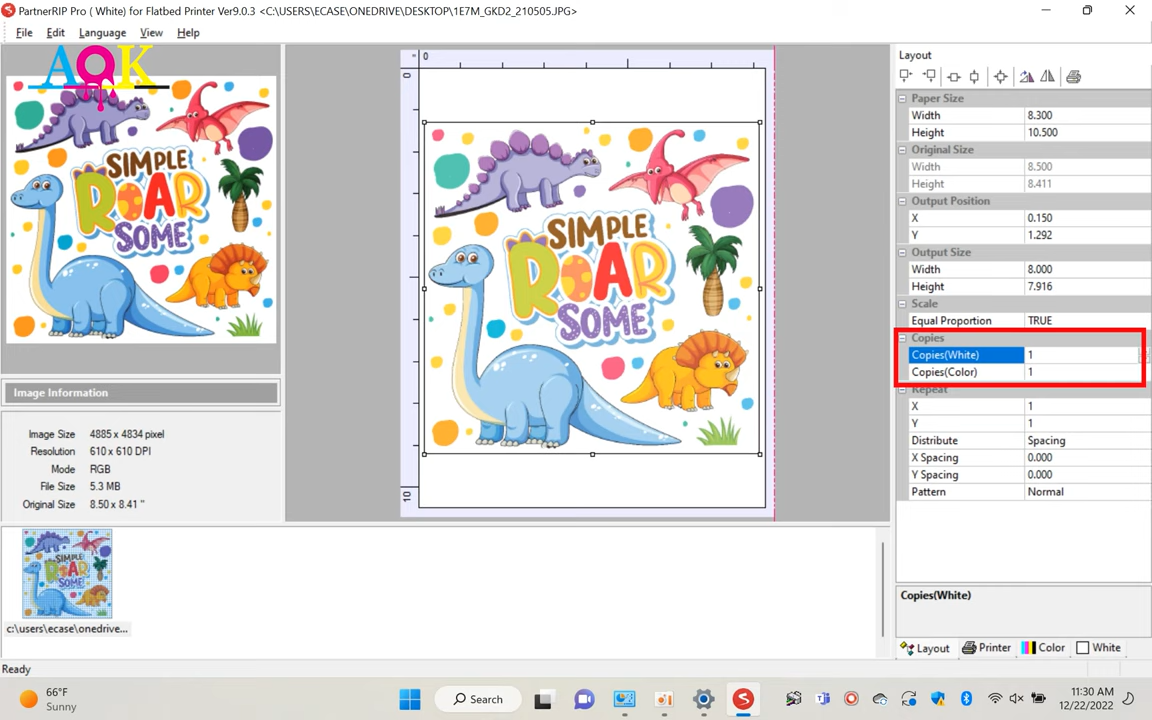 PartnerRIP Pro ( White) for Flatbed Printer Ver9.0.3 <C:\USERS\ECASE\ONEDRIVE\DESKTOP\1E7M_GKD2_210505.JPG>
File Edit Language View Help
AOK
SIMPLE
ROAR
SOME
Image Information
Image Size 4885 x 4834 pixel
Resolution 610 x 610 DPI
Mode RGB
File Size 5.3 MB
Original Size 8.50 x 8.41 "
0
0
10
SIMPLE
ROAR
SOME
Layout
Paper Size
Width 8.300
Height 10.500
Original Size
Width 8.500
Height 8.411
Output Position
X 0.150
Y 1.292
Output Size
Width 8.000
Height 7.916
Scale
Equal Proportion TRUE
Copies
Copies(White) 1
Copies(Color) 1
Repeat
X 1
Y 1
Distribute Spacing
X Spacing 0.000
Y Spacing 0.000
Pattern Normal
Copies(White)
Layout Printer Color White
SIMPLE
ROAR
SOME
c:\users\ecase\onedrive...
Ready
66°F
Sunny
Search
11:30 AM
12/22/2022